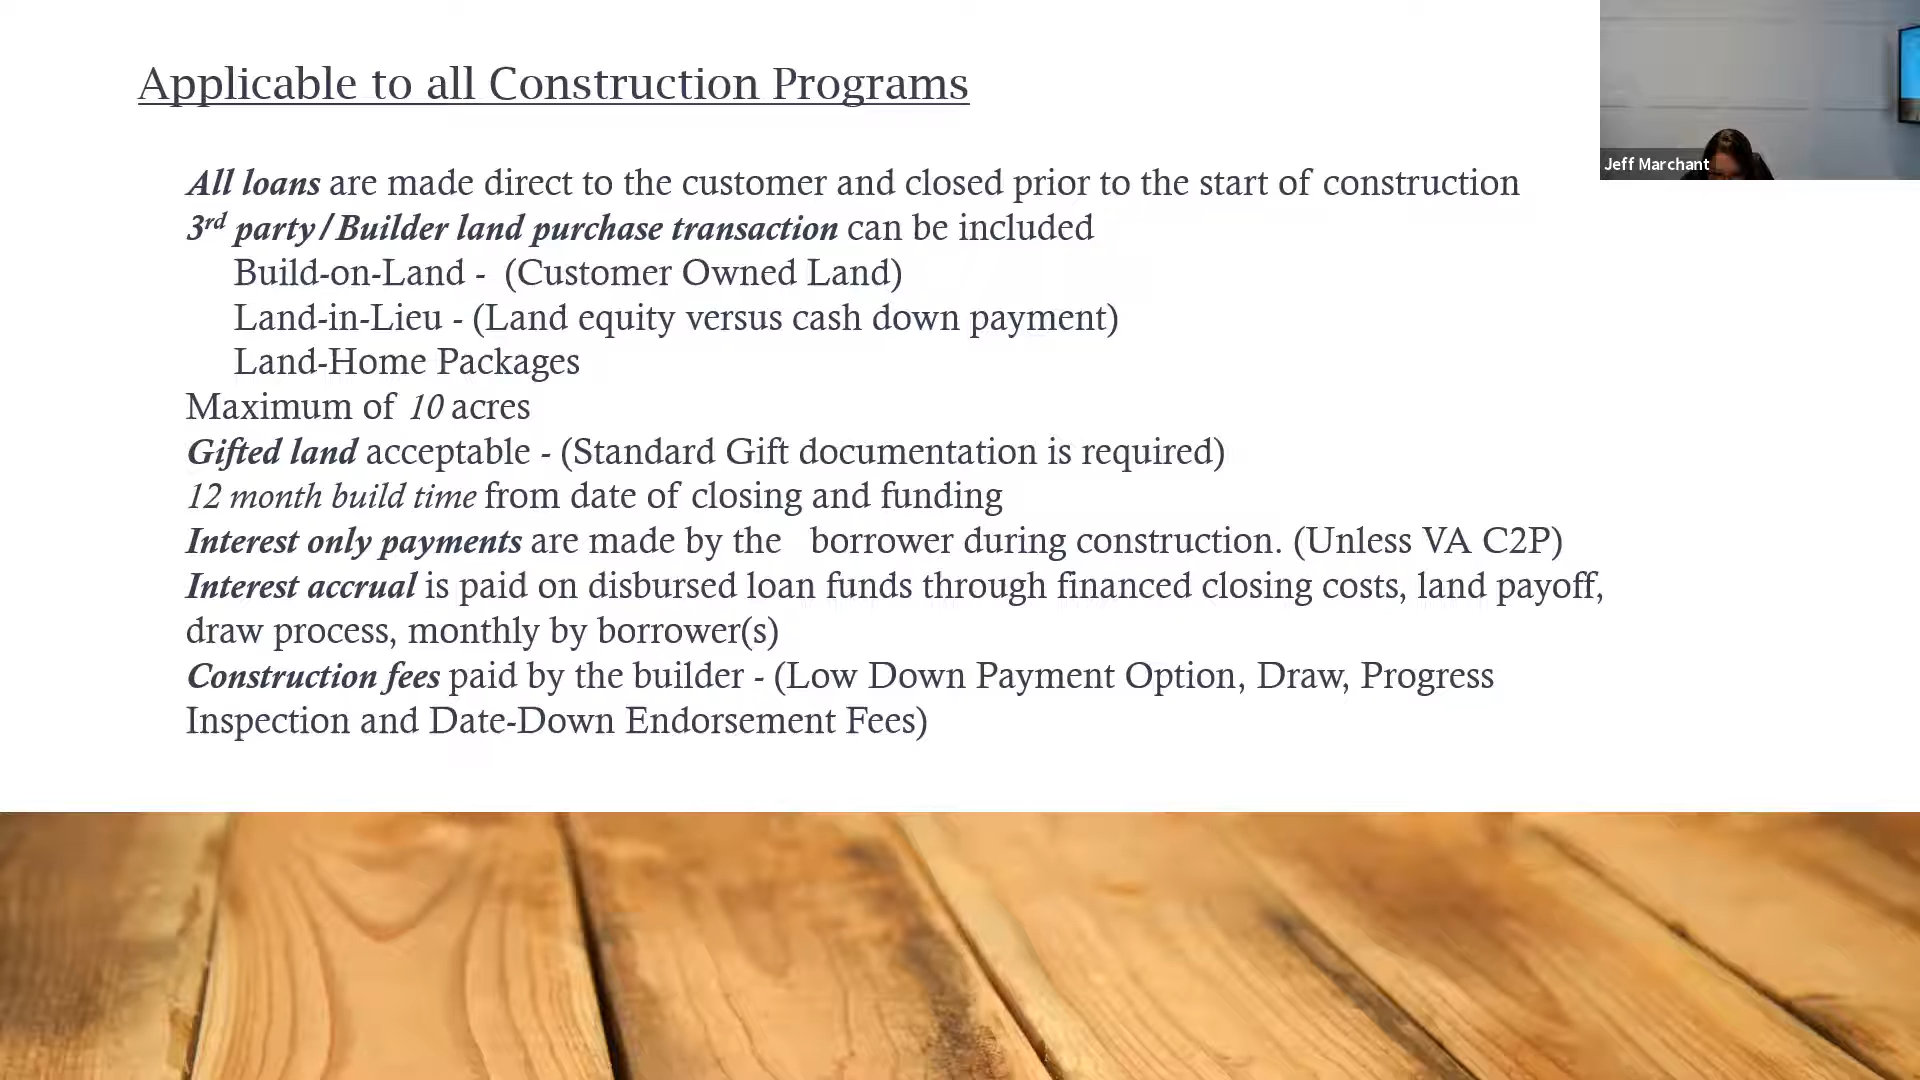 Applicable to all Construction Programs
Jeff Marchant
All loans are made direct to the customer and closed prior to the start of construction
3rd party/Builder land purchase transaction can be included
Build-on-Land - (Customer Owned Land)
Land-in-Lieu - (Land equity versus cash down payment)
Land-Home Packages
Maximum of 10 acres
Gifted land acceptable - (Standard Gift documentation is required)
12 month build time from date of closing and funding
Interest only payments are made by the borrower during construction. (Unless VA C2P)
Interest accrual is paid on disbursed loan funds through financed closing costs, land payoff,
draw process, monthly by borrower(s)
Construction fees paid by the builder - (Low Down Payment Option, Draw, Progress
Inspection and Date-Down Endorsement Fees)